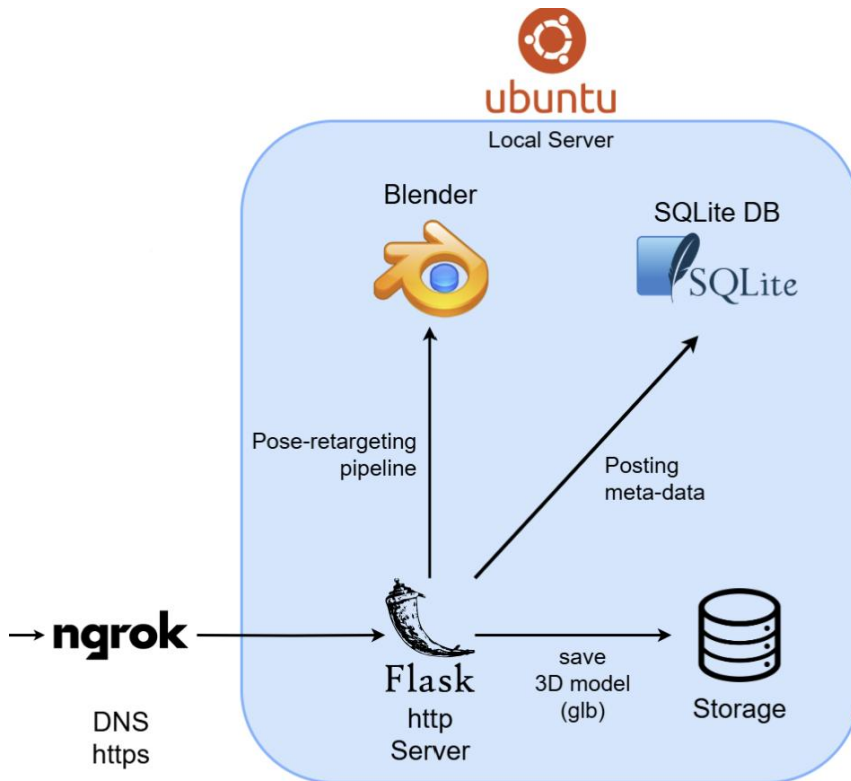 ubuntu
Local Server
Blender
SQLite DB
SQLite
Pose-retargeting
pipeline
Posting
meta-data
ngrok
DNS
https
Flask
http
Server
save
3D model
(glb)
Storage